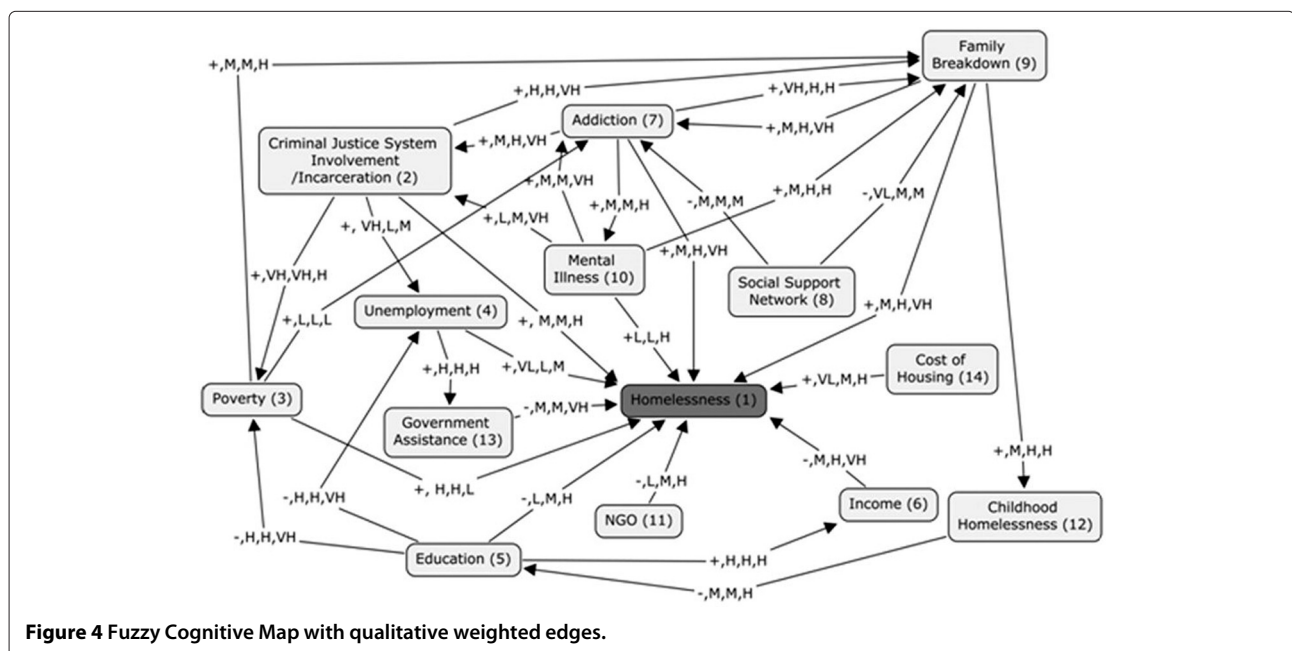 Family
Breakdown (9)
+,M,M,H
+,H,H,VH
+,VH,H,H
Addiction (7)
+,M,H,VH
Criminal Justice System
Involvement
/Incarceration (2)
+,M,H,VH
+,M,M,VH
+,M,H,H
-,VL,M,M
+,L,M,VH
+,M,M,H
-,M,M,M
+, VH,L,M
+,M,H,VH
Mental
Illness (10)
+,VH,VH,H
Social Support
Network (8)
+,M,H,VH
Unemployment (4)
+,L,L,L
+, M,M,H
+L,L,H
Cost of
Housing (14)
+,H,H,H
+,VL,L,M
+,VL,M,H
Poverty (3)
Homelessness (1)
-,M,M,VH
Government
Assistance (13)
+,M,H,H
-,M,H,VH
+, H,H,L
-,H,H,VH
-,L,M,H
-,L,M,H
Income (6)
Childhood
Homelessness (12)
NGO (11)
-,H,H,VH
Education (5)
+,H,H,H
-,M,M,H
Figure 4 Fuzzy Cognitive Map with qualitative weighted edges.